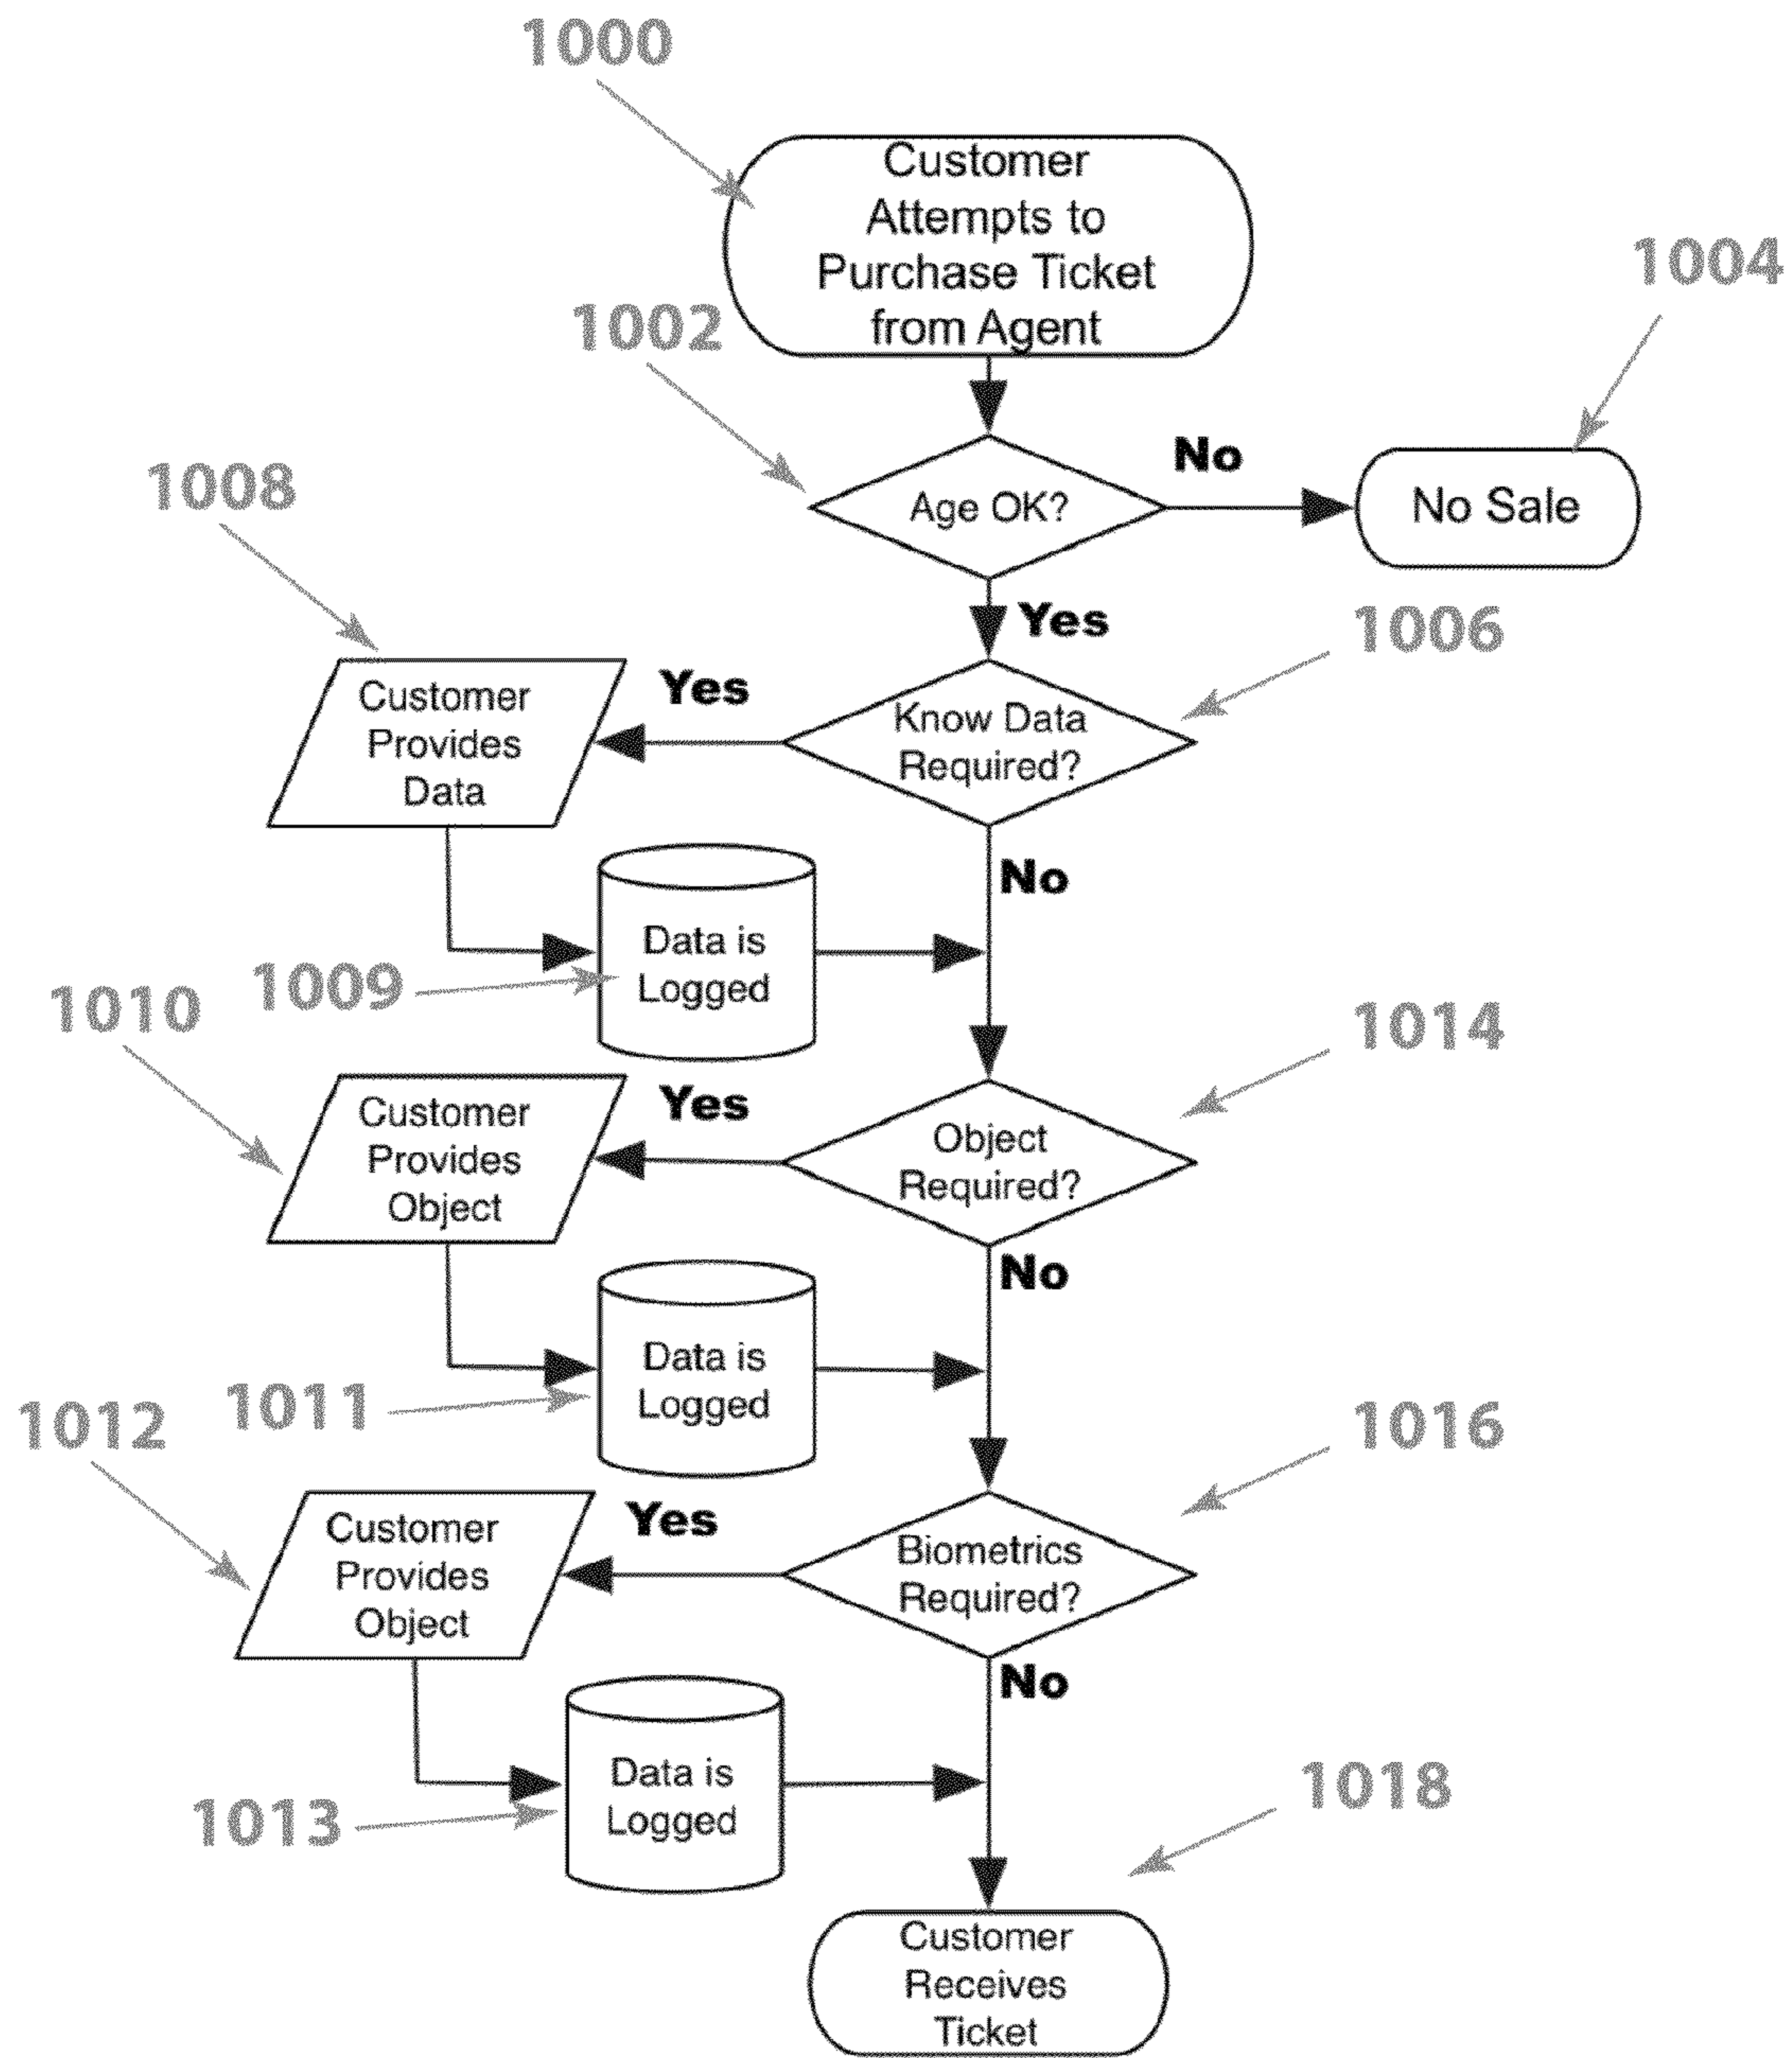 1000
Customer
Attempts to
Purchase Ticket
from Agent
1004
1002
No
Age OK?
No Sale
1008
Yes
1006
Customer
Provides
Data
Yes
Know Data
Required?
No
Data is
Logged
1009
1010
1014
Customer
Provides
Object
Yes
Object
Required?
No
Data is
Logged
1011
1012
1016
Customer
Provides
Object
Yes
Biometrics
Required?
No
Data is
Logged
1013
1018
Customer
Receives
Ticket